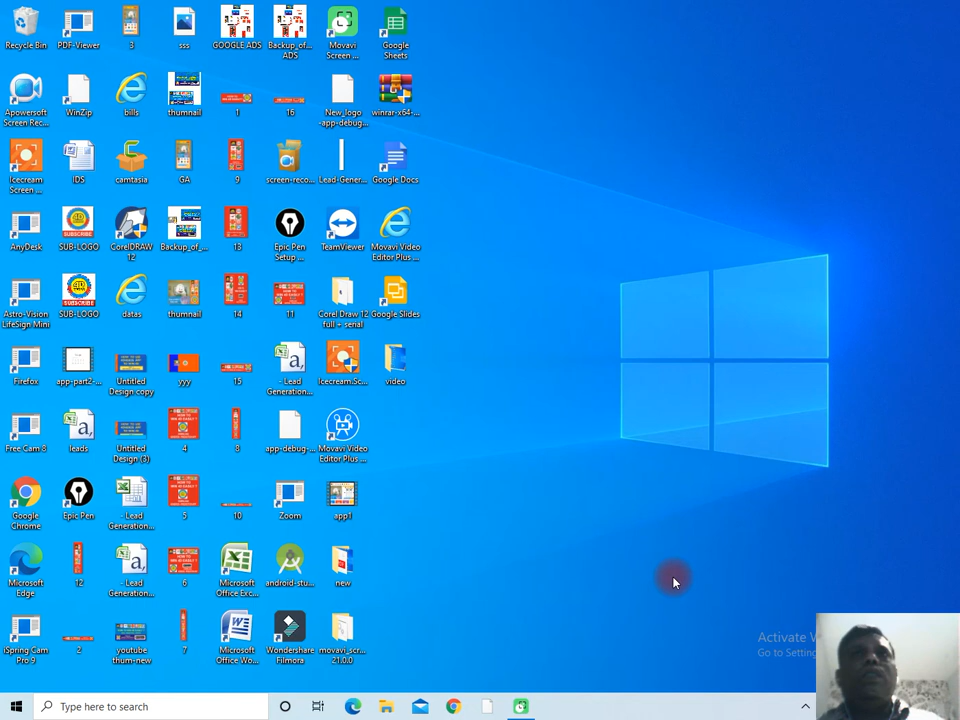 Recycle Bin
PDF-Viewer
3
sss
GOOGLE ADS
Backup_of...
ADS
Movavi
Screen ...
Google
Sheets
Apowersoft
Screen Rec...
WinZip
bills
thumnail
1
16
New_logo
-app-debug...
winrar-x64-...
Icecream
Screen ...
IDS
camtasia
GA
9
screen-reco...
Lead-Gener...
Google Docs
AnyDesk
SUB-LOGO
CorelDRAW
12
Backup_of_...
13
Epic Pen
Setup ...
TeamViewer
Movavi Video
Editor Plus ...
Astro-Vision
LifeSign Mini
SUB-LOGO
datas
thumnail
14
11
Corel Draw 12
full + serial
Google Slides
Firefox
app-part2-...
Untitled
Design copy
yyy
15
- Lead
Generation...
Icecream.Sc...
video
Free Cam 8
leads
Untitled
Design (3)
4
8
app-debug-...
Movavi Video
Editor Plus ...
Google
Chrome
Epic Pen
- Lead
Generation...
5
10
Zoom
app1
Microsoft
Edge
12
- Lead
Generation...
6
Microsoft
Office Exc...
android-stu...
new
iSpring Cam
Pro 9
2
youtube
thum-new
7
Microsoft
Office Wo...
Wondershare
Filmora
movavi_scr...
21.0.0
Activate W
Go to Setting
Type here to search